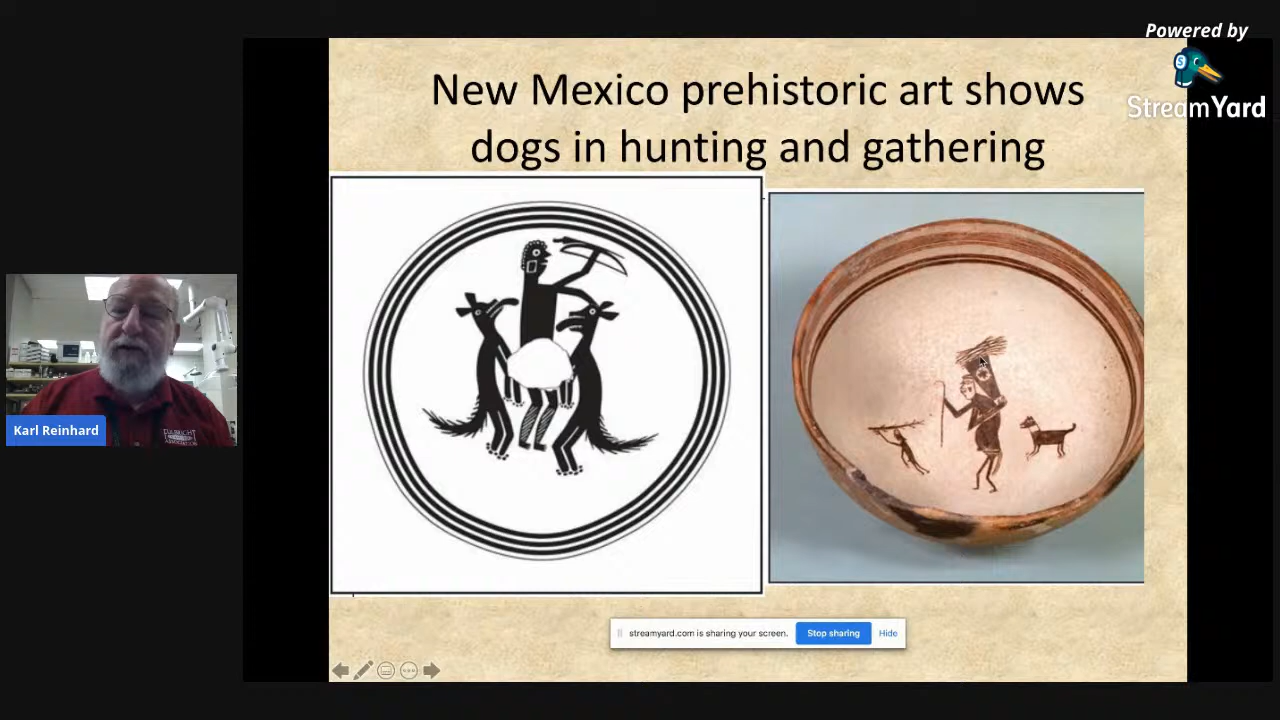 Powered by
StreamYard
New Mexico prehistoric art shows
dogs in hunting and gathering
Karl Reinhard
streamyard.com is sharing your screen.
Stop sharing
Hide